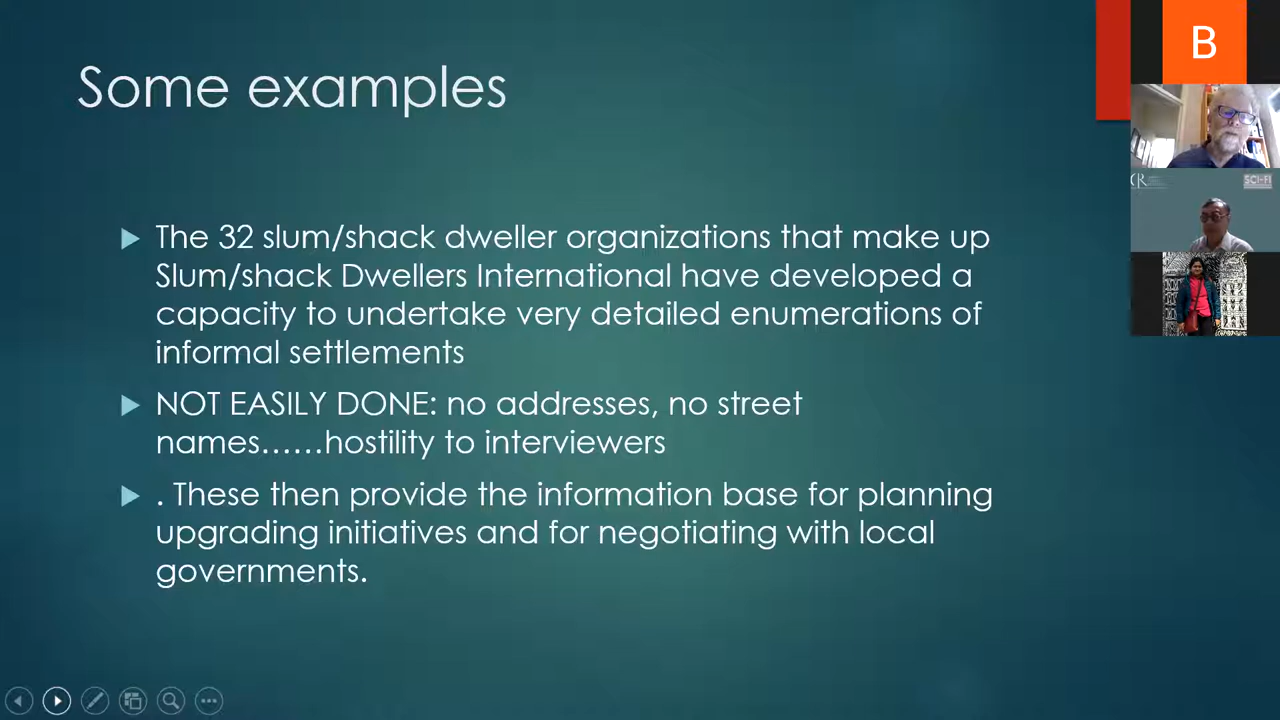 Some examples
The 32 slum/shack dweller organizations that make up
Slum/shack Dwellers International have developed a
capacity to undertake very detailed enumerations of
informal settlements
NOT EASILY DONE: no addresses, no street
names……hostility to interviewers
. These then provide the information base for planning
upgrading initiatives and for negotiating with local
governments.
B
SCI-FI